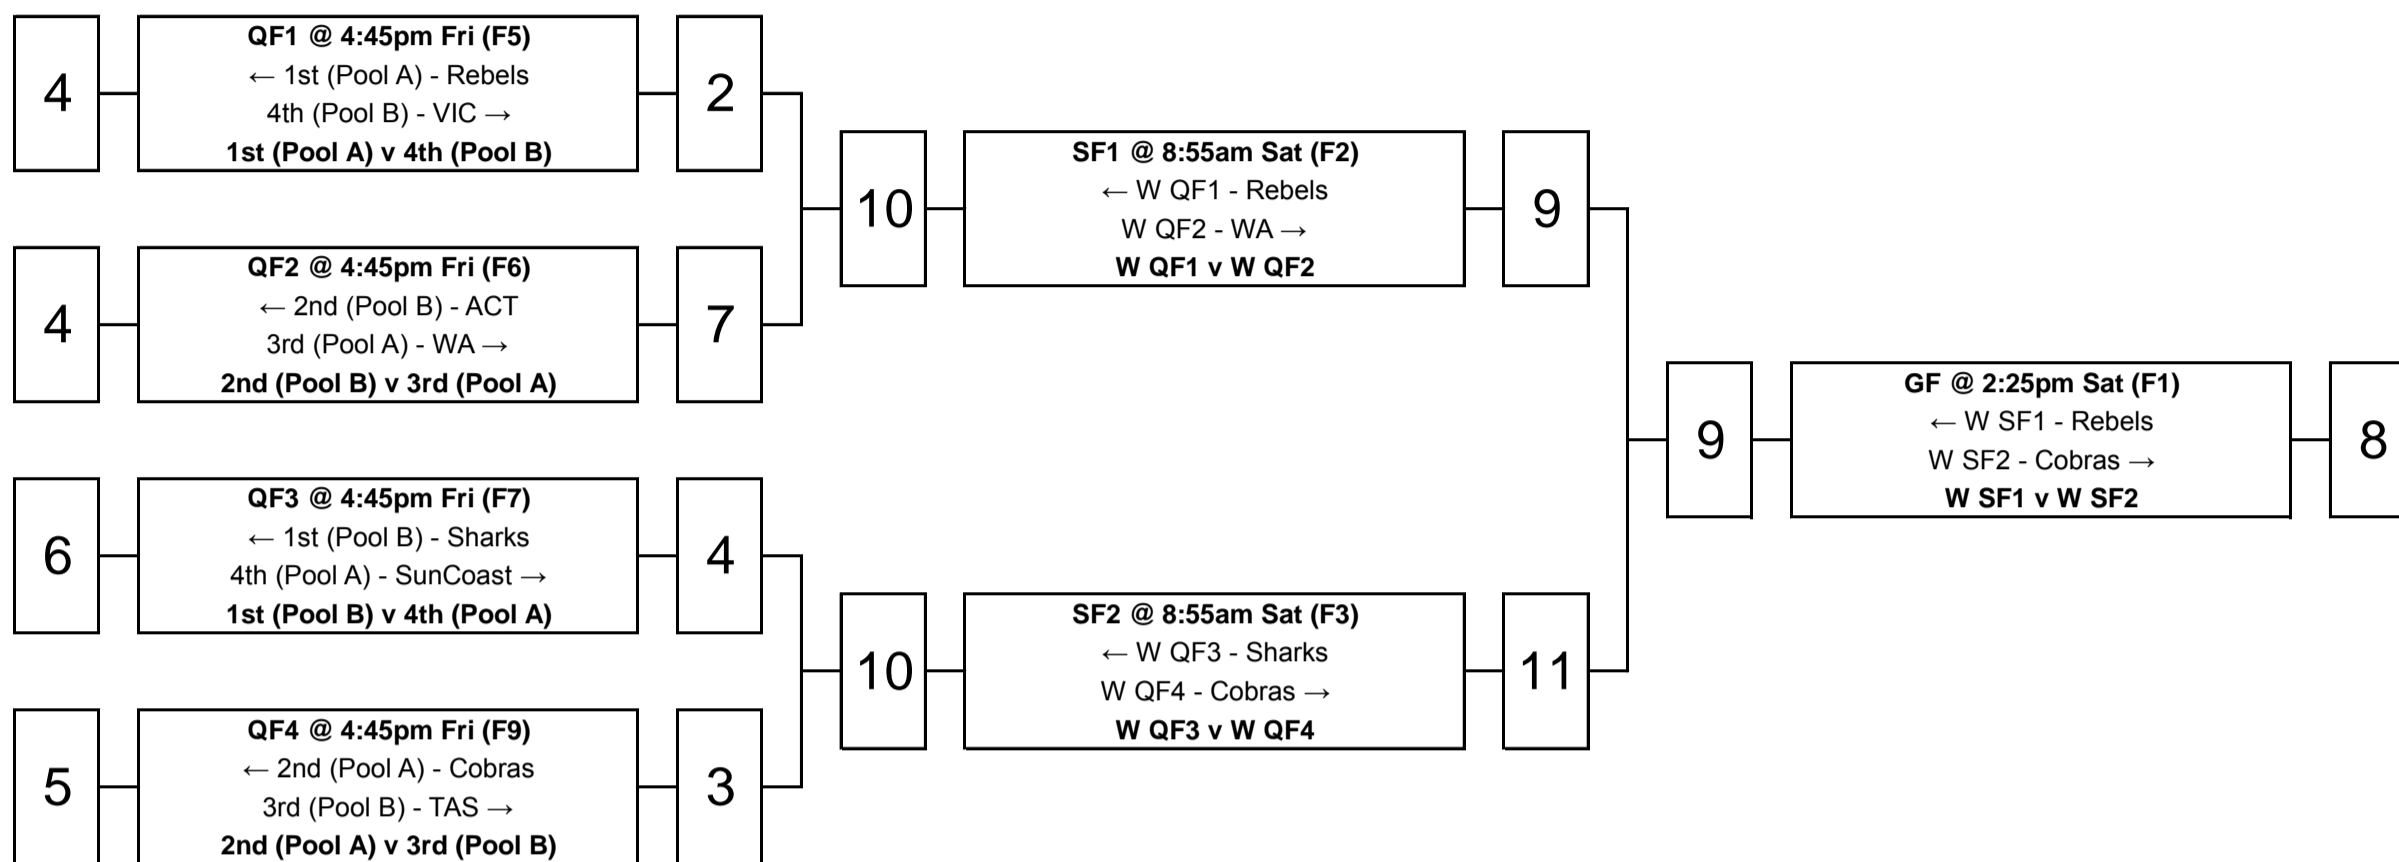 4
QF1 @ 4:45pm Fri (F5)
← 1st (Pool A) - Rebels
4th (Pool B) - VIC →
1st (Pool A) v 4th (Pool B)
2
4
QF2 @ 4:45pm Fri (F6)
← 2nd (Pool B) - ACT
3rd (Pool A) - WA →
2nd (Pool B) v 3rd (Pool A)
7
6
QF3 @ 4:45pm Fri (F7)
← 1st (Pool B) - Sharks
4th (Pool A) - SunCoast →
1st (Pool B) v 4th (Pool A)
4
5
QF4 @ 4:45pm Fri (F9)
← 2nd (Pool A) - Cobras
3rd (Pool B) - TAS →
2nd (Pool A) v 3rd (Pool B)
3
10
SF1 @ 8:55am Sat (F2)
← W QF1 - Rebels
W QF2 - WA →
W QF1 v W QF2
9
10
SF2 @ 8:55am Sat (F3)
← W QF3 - Sharks
W QF4 - Cobras →
W QF3 v W QF4
11
9
GF @ 2:25pm Sat (F1)
← W SF1 - Rebels
W SF2 - Cobras →
W SF1 v W SF2
8